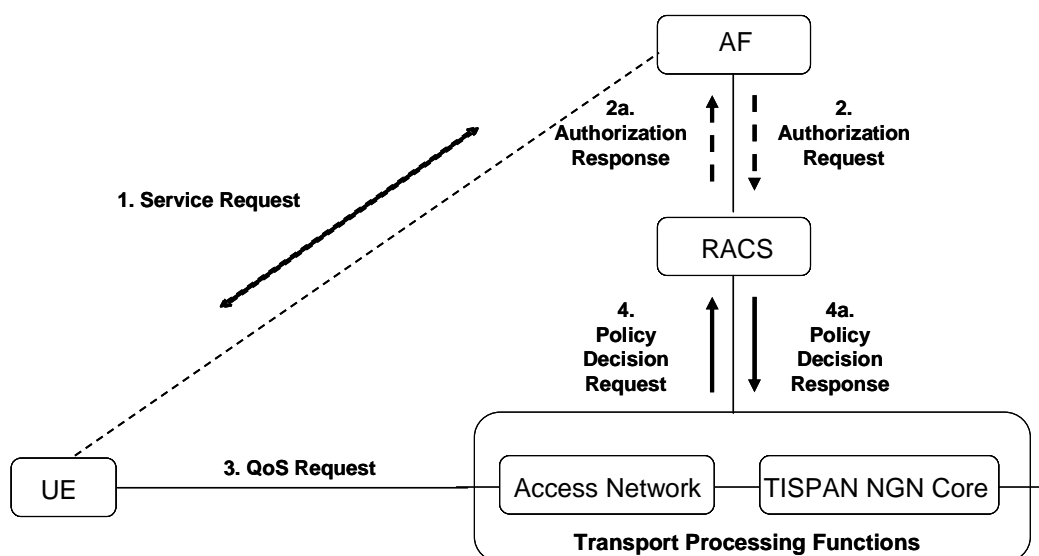 AF
2a.
Authorization
Response
2.
Authorization
Request
1. Service Request
RACS
4.
Policy
Decision
Request
4a.
Policy
Decision
Response
UE
3. QoS Request
Access Network
TISPAN NGN Core
Transport Processing Functions